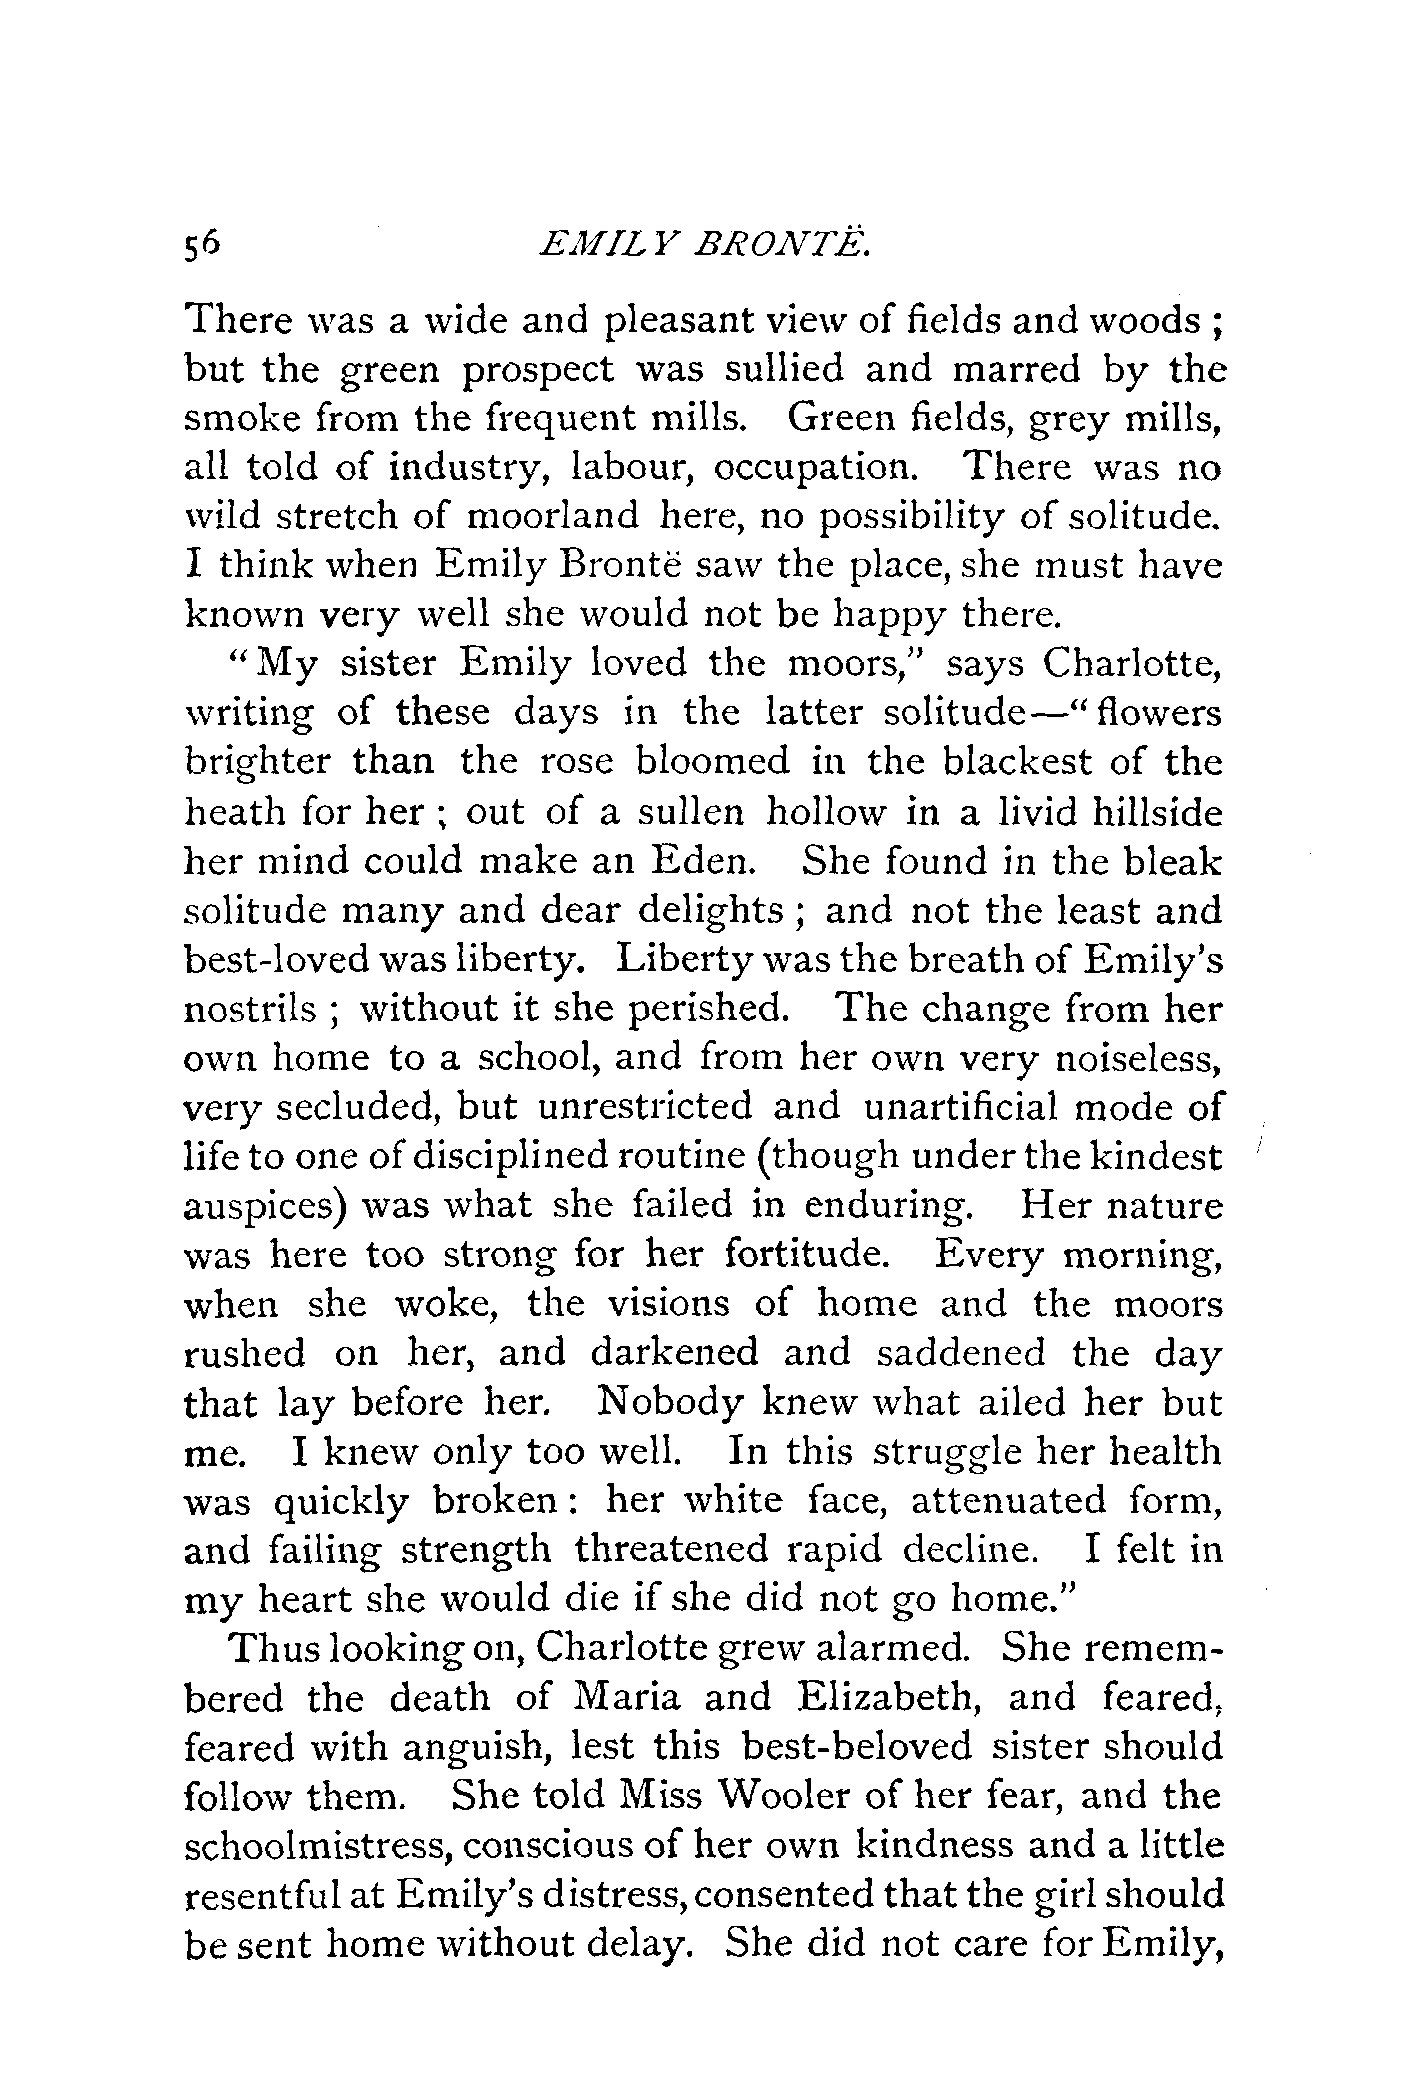 56 EMILY BRONTË.
There was a wide and pleasant view of fields and woods ;
but the green prospect was sullied and marred by the
smoke from the frequent mills. Green fields, grey mills,
all told of industry, labour, occupation. There was no
wild stretch of moorland here, no possibility of solitude.
I think when Emily Brontë saw the place, she must have
known very well she would not be happy there.
“My sister Emily loved the moors,” says Charlotte,
writing of these days in the latter solitude—“flowers
brighter than the rose bloomed in the blackest of the
heath for her ; out of a sullen hollow in a livid hillside
her mind could make an Eden. She found in the bleak
solitude many and dear delights ; and not the least and
best-loved was liberty. Liberty was the breath of Emily’s
nostrils ; without it she perished. The change from her
own home to a school, and from her own very noiseless,
very secluded, but unrestricted and unartificial mode of
life to one of disciplined routine (though under the kindest
auspices) was what she failed in enduring. Her nature
was here too strong for her fortitude. Every morning,
when she woke, the visions of home and the moors
rushed on her, and darkened and saddened the day
that lay before her. Nobody knew what ailed her but
me. I knew only too well. In this struggle her health
was quickly broken : her white face, attenuated form,
and failing strength threatened rapid decline. I felt in
my heart she would die if she did not go home.”
Thus looking on, Charlotte grew alarmed. She remem-
bered the death of Maria and Elizabeth, and feared,
feared with anguish, lest this best-beloved sister should
follow them. She told Miss Wooler of her fear, and the
schoolmistress, conscious of her own kindness and a little
resentful at Emily’s distress, consented that the girl should
be sent home without delay. She did not care for Emily,